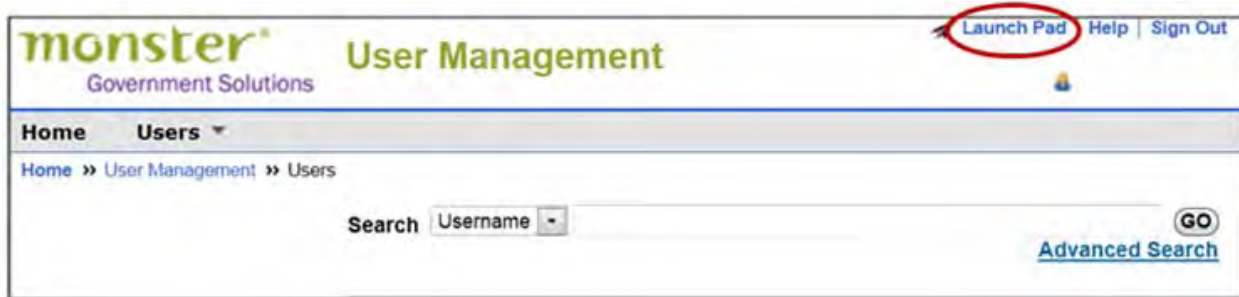 monster®
Government Solutions
User Management
Launch Pad | Help | Sign Out
Home Users
Home » User Management » Users
Search Username GO
Advanced Search